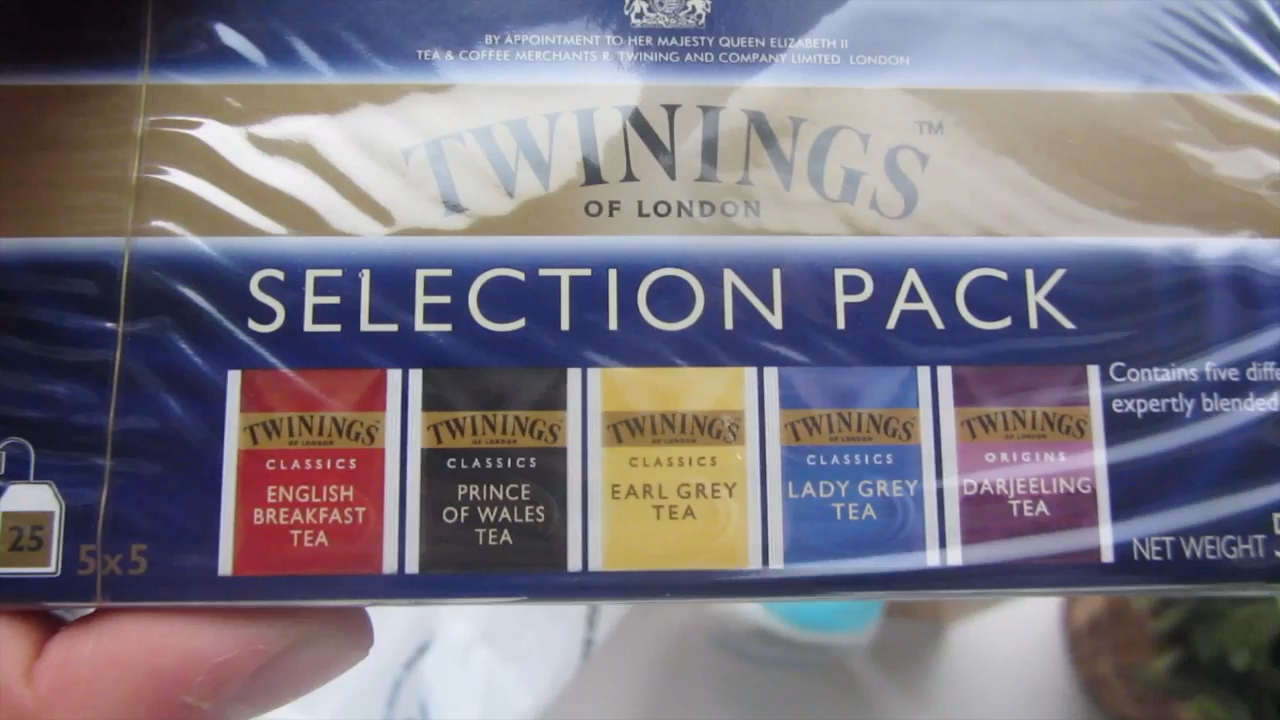 BY APPOINTMENT TO HER MAJESTY QUEEN ELIZABETH II
TEA & COFFEE MERCHANTS R. TWINING AND COMPANY LIMITED. LONDON
TWININGS™
OF LONDON
SELECTION PACK
TWININGS
OF LONDON
CLASSICS
ENGLISH
BREAKFAST
TEA
TWININGS
OF LONDON
CLASSICS
PRINCE
OF WALES
TEA
TWININGS
OF LONDON
CLASSICS
EARL GREY
TEA
TWININGS
OF LONDON
CLASSICS
LADY GREY
TEA
TWININGS
OF LONDON
ORIGINS
DARJEELING
TEA
Contains five
expertly blended
NET WEIGHT
25
5x5